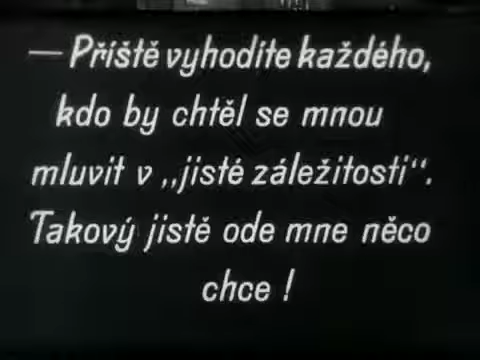 — Příště vyhodíte každého,
kdo by chtěl se mnou
mluvit v „jisté záležitosti“.
Takový jistě ode mne něco
chce !